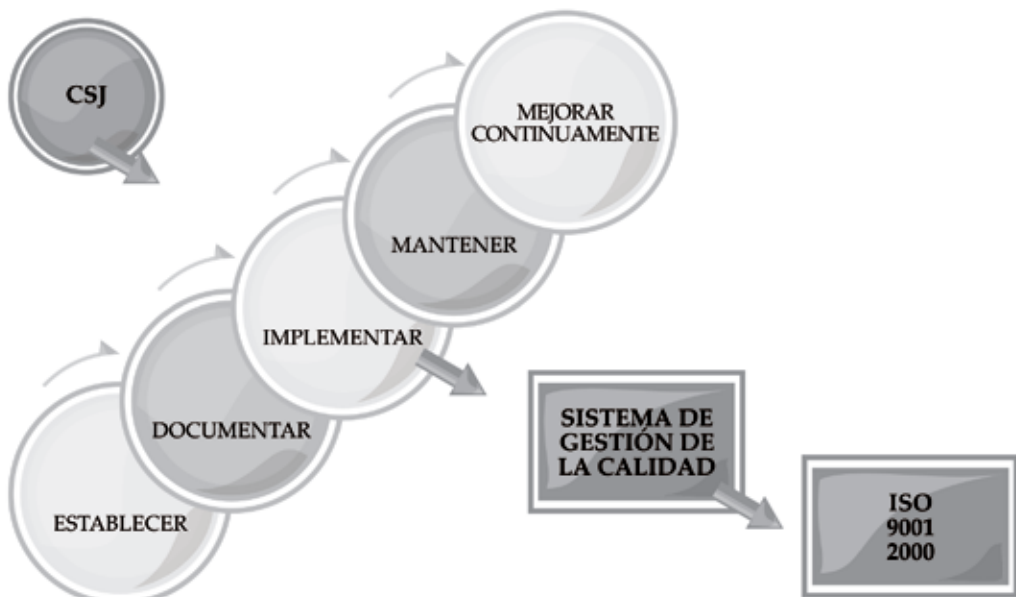 CSJ
MEJORAR
CONTINUAMENTE
MANTENER
IMPLEMENTAR
DOCUMENTAR
ESTABLECER
SISTEMA DE
GESTIÓN DE
LA CALIDAD
ISO
9001
2000